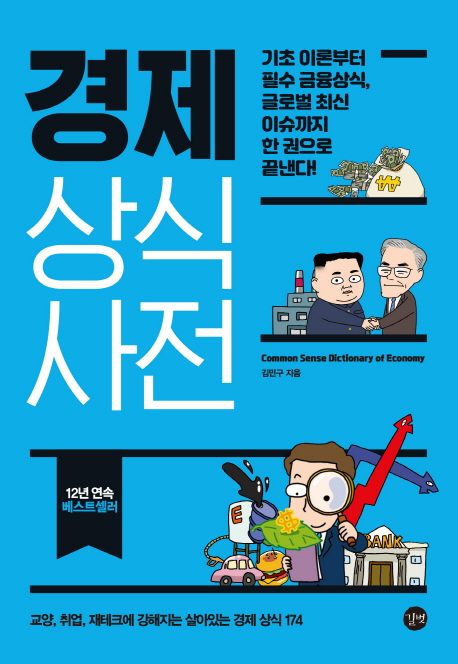 경제
상식
사전
기초 이론부터
필수 금융상식,
글로벌 최신
이슈까지
한 권으로
끝낸다!
₩
Common Sense Dictionary of Economy
김민구 지음
12년 연속
베스트셀러
E
BANK
교양, 취업, 재테크에 강해지는 살아있는 경제 상식 174
길벗